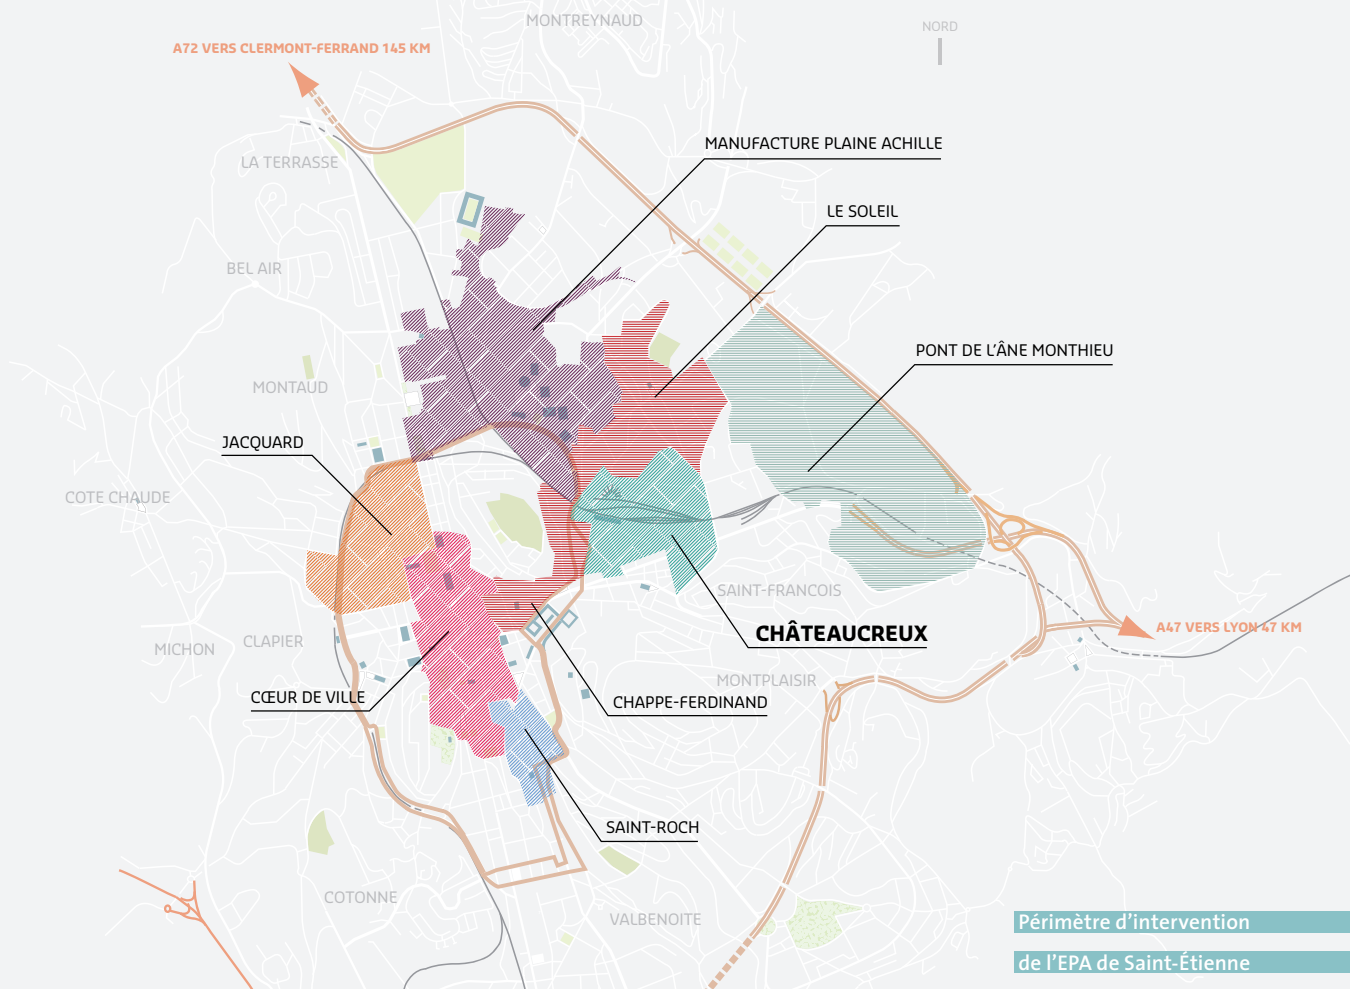 MONTREYNAUD
NORD
A72 VERS CLERMONT-FERRAND 145 KM
MANUFACTURE PLAINE ACHILLE
LA TERRASSE
LE SOLEIL
BEL AIR
PONT DE L'ÂNE MONTHIEU
MONTAUD
JACQUARD
COTE CHAUDE
SAINT-FRANCOIS
A47 VERS LYON 47 KM
CHÂTEAUCREUX
CLAPIER
MICHON
MONTPLAISIR
CŒUR DE VILLE
CHAPPE-FERDINAND
SAINT-ROCH
COTONNE
VALBENOITE
Périmètre d'intervention
de l'EPA de Saint-Étienne